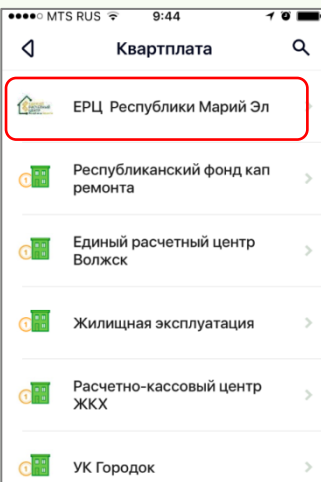 MTS RUS 9:44
Квартплата
ЕРЦ Республики Марий Эл
Республиканский фонд кап
ремонта
Единый расчетный центр
Волжск
Жилищная эксплуатация
Расчетно-кассовый центр
ЖКХ
УК Городок